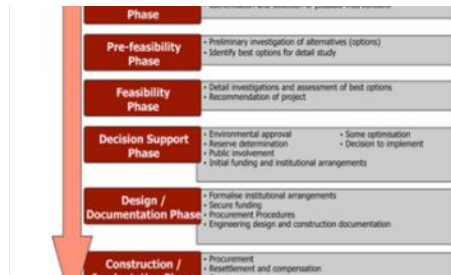 Phase
Pre-feasibility
Phase
• Preliminary investigation of alternatives (options)
• Identify best options for detail study
Feasibility
Phase
• Detail investigations and assessment of best options
• Recommendation of project
Decision Support
Phase
• Environmental approval
• Reserve determination
• Public involvement
• Initial funding and institutional arrangements
• Some optimisation
• Decision to implement
Design /
Documentation Phase
• Formalise institutional arrangements
• Secure funding
• Procurement Procedures
• Engineering design and construction documentation
Construction /
• Procurement
• Resettlement and compensation